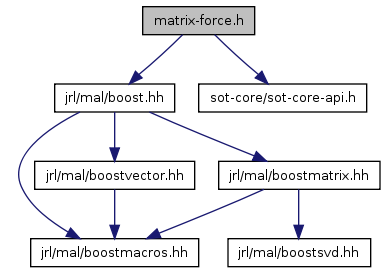 matrix-force.h
jrl/mal/boost.hh
sot-core/sot-core-api.h
jrl/mal/boostvector.hh
jrl/mal/boostmatrix.hh
jrl/mal/boostmacros.hh
jrl/mal/boostsvd.hh